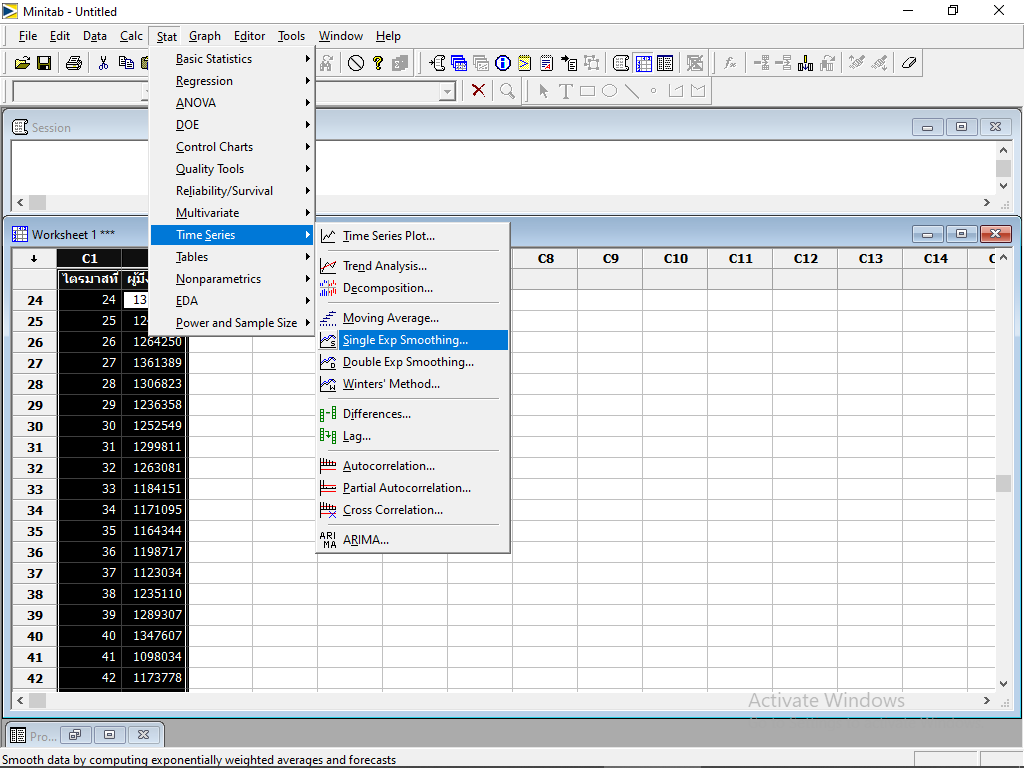 Minitab - Untitled
File Edit Data Calc Stat Graph Editor Tools Window Help
Basic Statistics
Regression
ANOVA
DOE
Control Charts
Quality Tools
Reliability/Survival
Multivariate
Time Series
Tables
Nonparametrics
EDA
Power and Sample Size
Time Series Plot...
Trend Analysis...
Decomposition...
Moving Average...
Single Exp Smoothing...
Double Exp Smoothing...
Winters' Method...
Differences...
Lag...
Autocorrelation...
Partial Autocorrelation...
Cross Correlation...
ARIMA...
Session
Worksheet 1 ***
C1 C8 C9 C10 C11 C12 C13 C14 C
ไตรมาสที่
24 24 13
25 25 12
26 26 1264250
27 27 1361389
28 28 1306823
29 29 1236358
30 30 1252549
31 31 1299811
32 32 1263081
33 33 1184151
34 34 1171095
35 35 1164344
36 36 1198717
37 37 1123034
38 38 1235110
39 39 1289307
40 40 1347607
41 41 1098034
42 42 1173778
Activate Windows
Pro...
Smooth data by computing exponentially weighted averages and forecasts